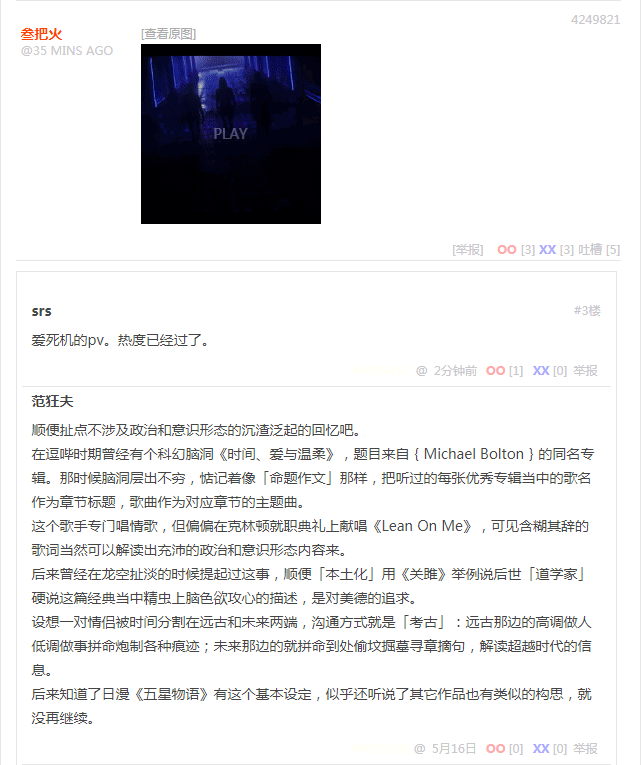 4249821
叁把火
@35 MINS AGO
[查看原图]
PLAY
[举报] OO [3] XX [3] 吐槽 [5]
srs
#3楼
爱死机的pv。热度已经过了。
@ 2分钟前 OO [1] XX [0] 举报
范狂夫
顺便扯点不涉及政治和意识形态的沉渣泛起的回忆吧。
在逗哔时期曾经有个科幻脑洞《时间、爱与温柔》，题目来自 { Michael Bolton } 的同名专
辑。那时候脑洞层出不穷，惦记着像「命题作文」那样，把听过的每张优秀专辑当中的歌名
作为章节标题，歌曲作为对应章节的主题曲。
这个歌手专门唱情歌，但偏偏在克林顿就职典礼上献唱《Lean On Me》，可见含糊其辞的
歌词当然可以解读出充沛的政治和意识形态内容来。
后来曾经在龙空扯淡的时候提起过这事，顺便「本土化」用《关雎》举例说后世「道学家」
硬说这篇经典当中精虫上脑色欲攻心的描述，是对美德的追求。
设想一对情侣被时间分割在远古和未来两端，沟通方式就是「考古」：远古那边的高调做人
低调做事拼命炮制各种痕迹；未来那边的就拼命到处偷坟掘墓寻章摘句，解读超越时代的信
息。
后来知道了日漫《五星物语》有这个基本设定，似乎还听说了其它作品也有类似的构思，就
没再继续。
@ 5月16日 OO [0] XX [0] 举报